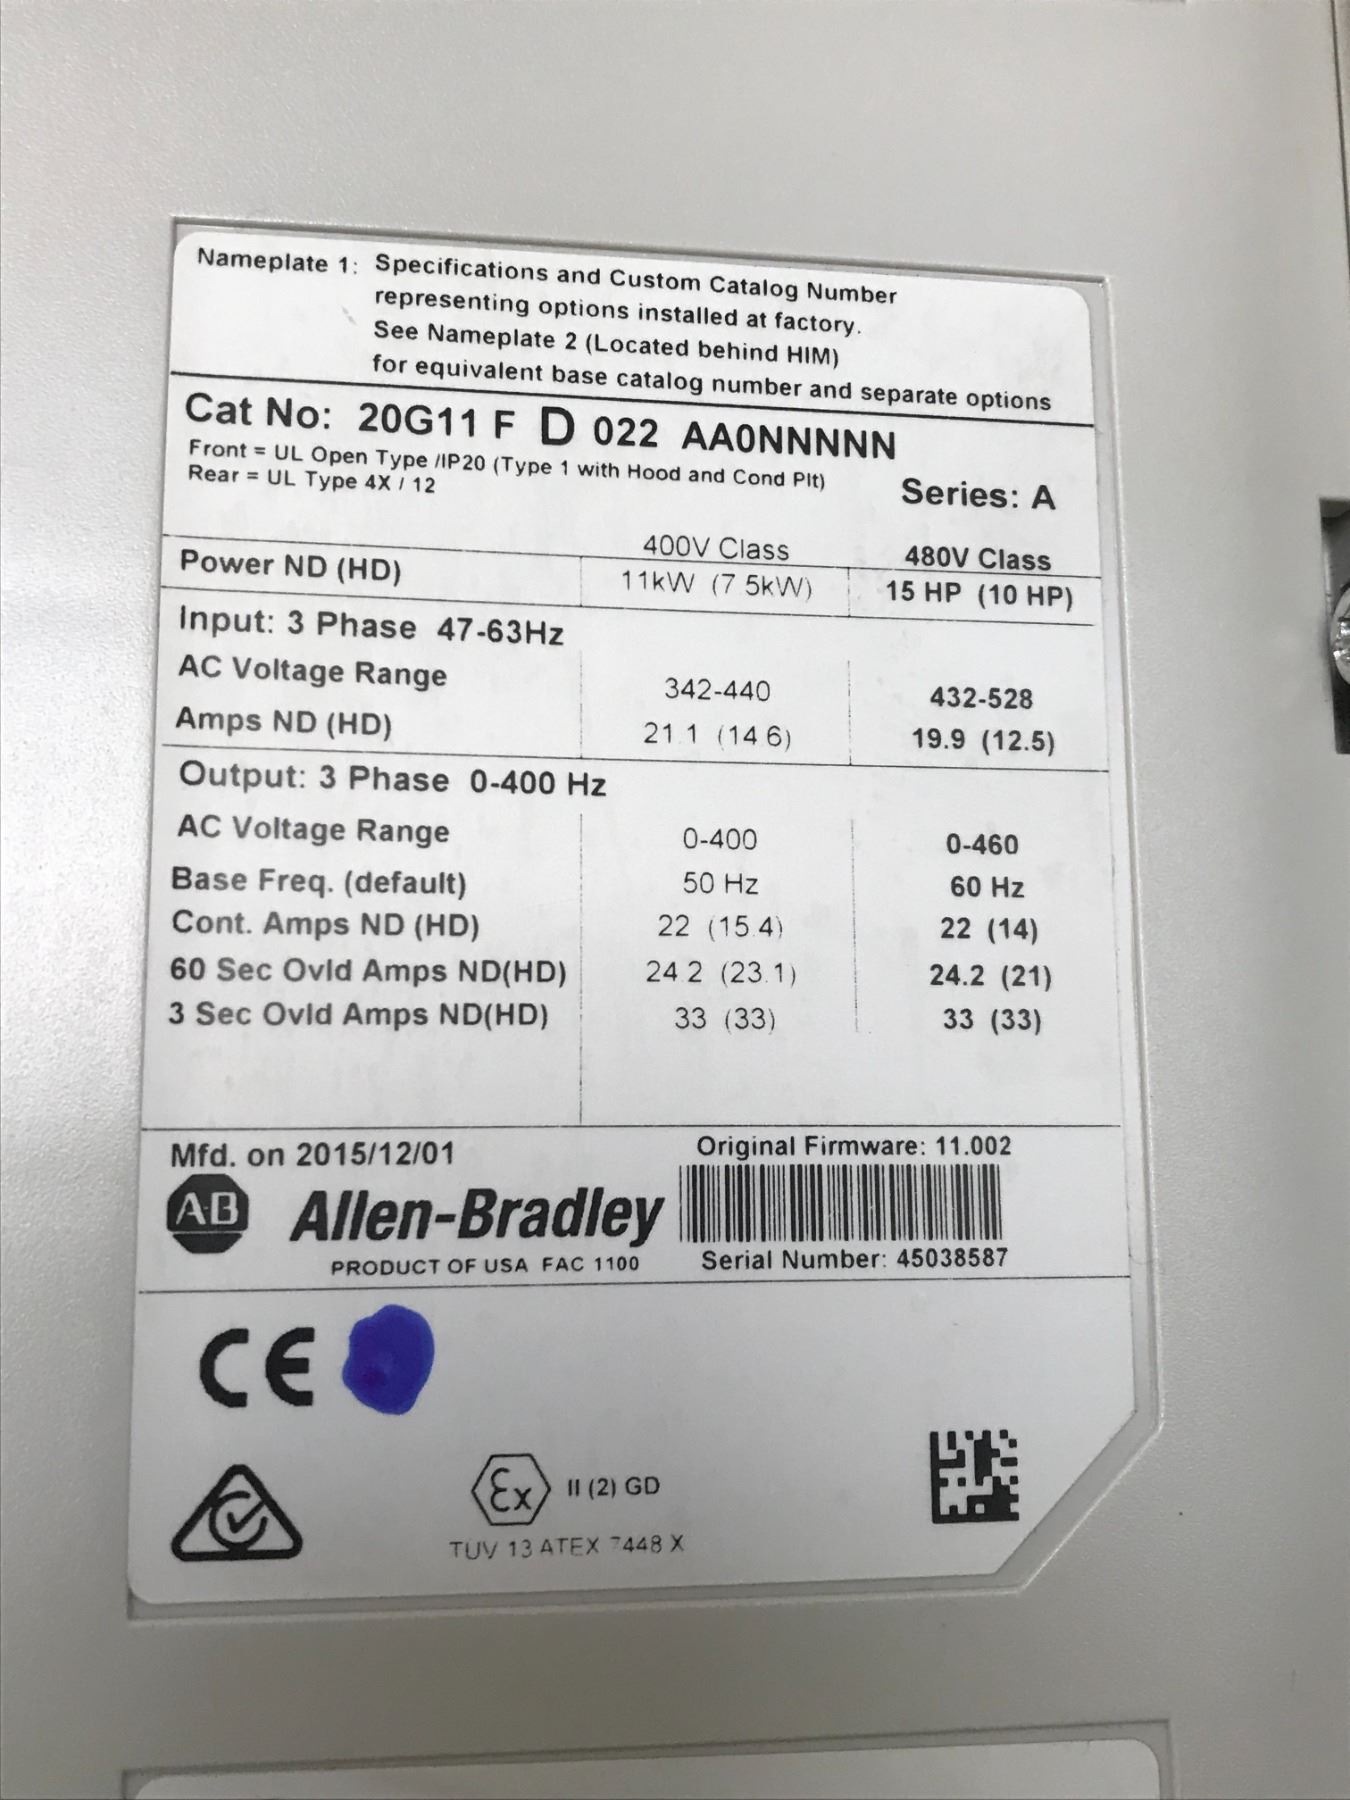 Nameplate 1: Specifications and Custom Catalog Number
representing options installed at factory.
See Nameplate 2 (Located behind HIM)
for equivalent base catalog number and separate options
Cat No: 20G11 F D 022 AA0NNNNN
Front = UL Open Type /IP20 (Type 1 with Hood and Cond Plt)
Rear = UL Type 4X / 12
Series: A
400V Class 480V Class
Power ND (HD) 11kW (7 5kW) 15 HP (10 HP)
Input: 3 Phase 47-63Hz
AC Voltage Range 342-440 432-528
Amps ND (HD) 21 1 (14 6) 19.9 (12.5)
Output: 3 Phase 0-400 Hz
AC Voltage Range 0-400 0-460
Base Freq. (default) 50 Hz 60 Hz
Cont. Amps ND (HD) 22 (15.4) 22 (14)
60 Sec Ovld Amps ND(HD) 24 2 (23.1) 24.2 (21)
3 Sec Ovld Amps ND(HD) 33 (33) 33 (33)
Mfd. on 2015/12/01 Original Firmware: 11.002
A-B Allen-Bradley
PRODUCT OF USA FAC 1100 Serial Number: 45038587
CE
Ex II (2) GD
TUV 13 ATEX 7448 X